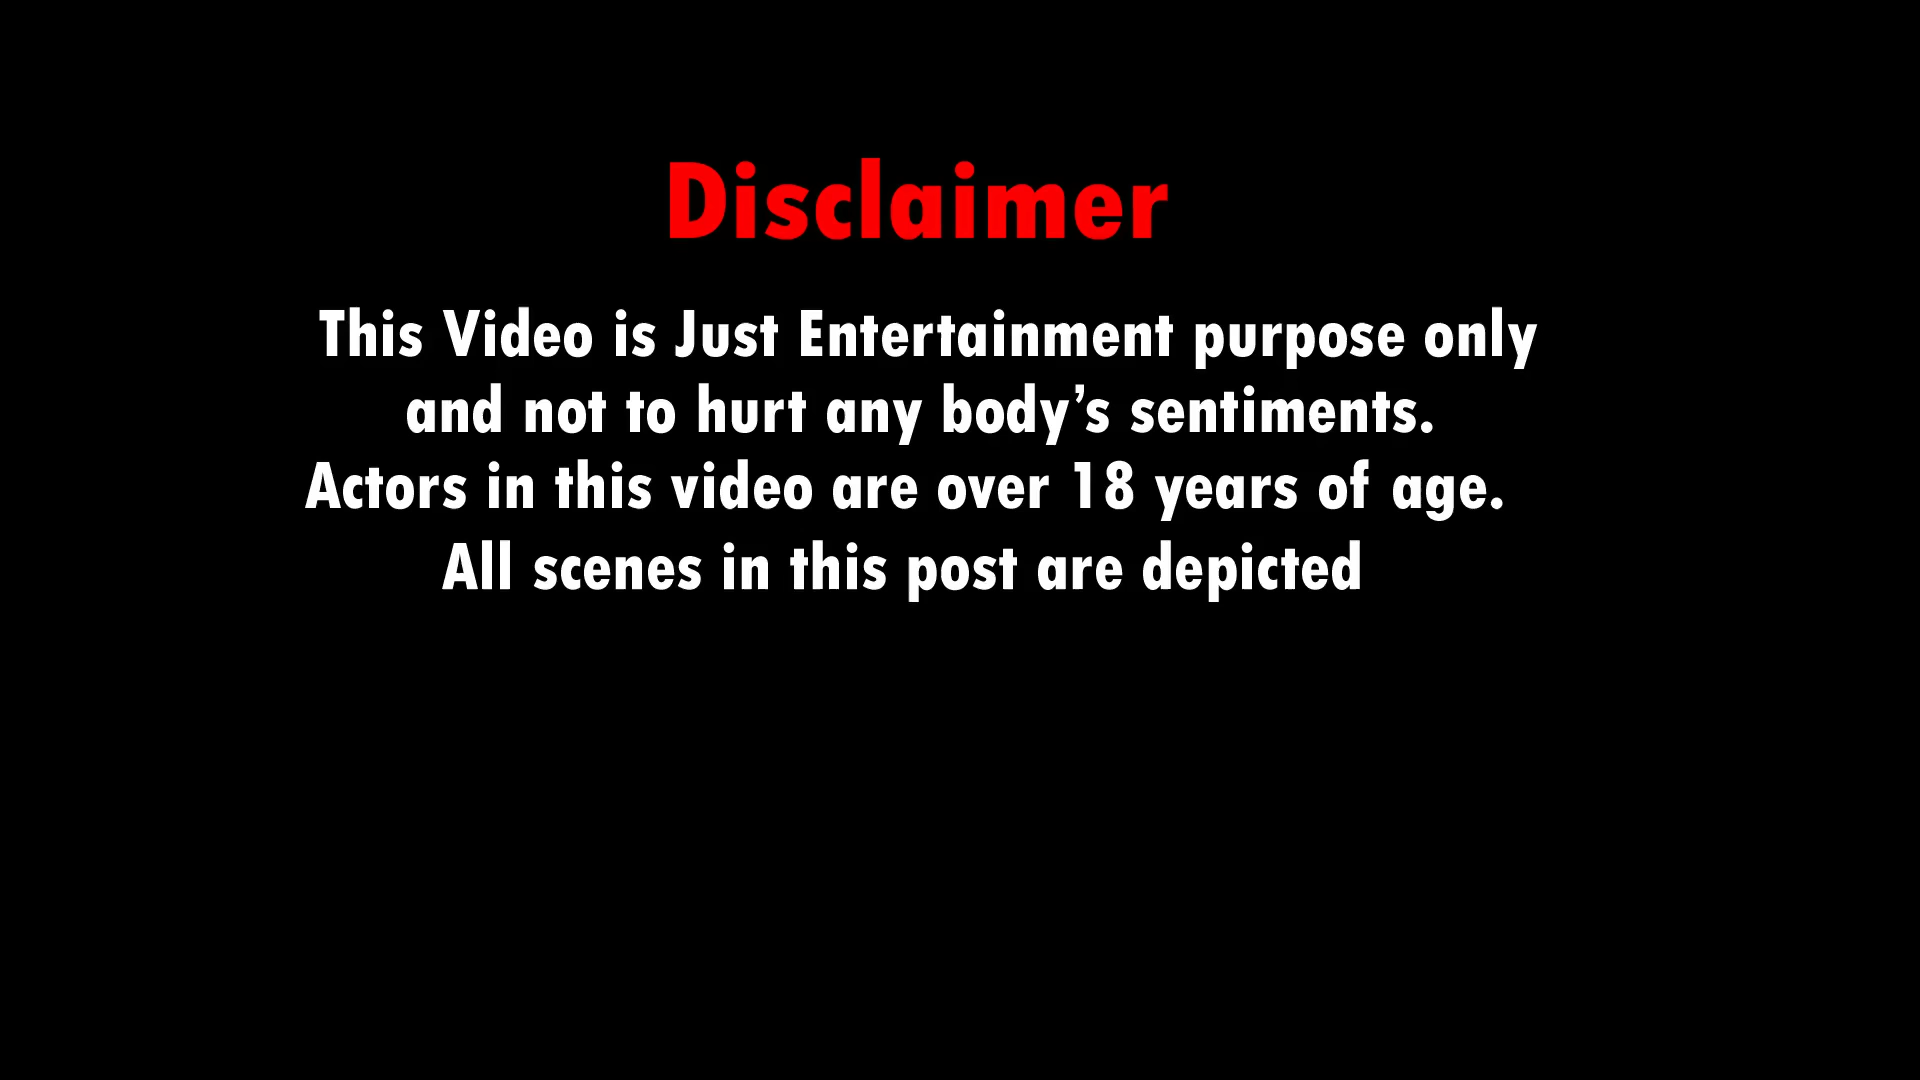 Disclaimer
This Video is Just Entertainment purpose only
and not to hurt any body’s sentiments.
Actors in this video are over 18 years of age.
All scenes in this post are depicted